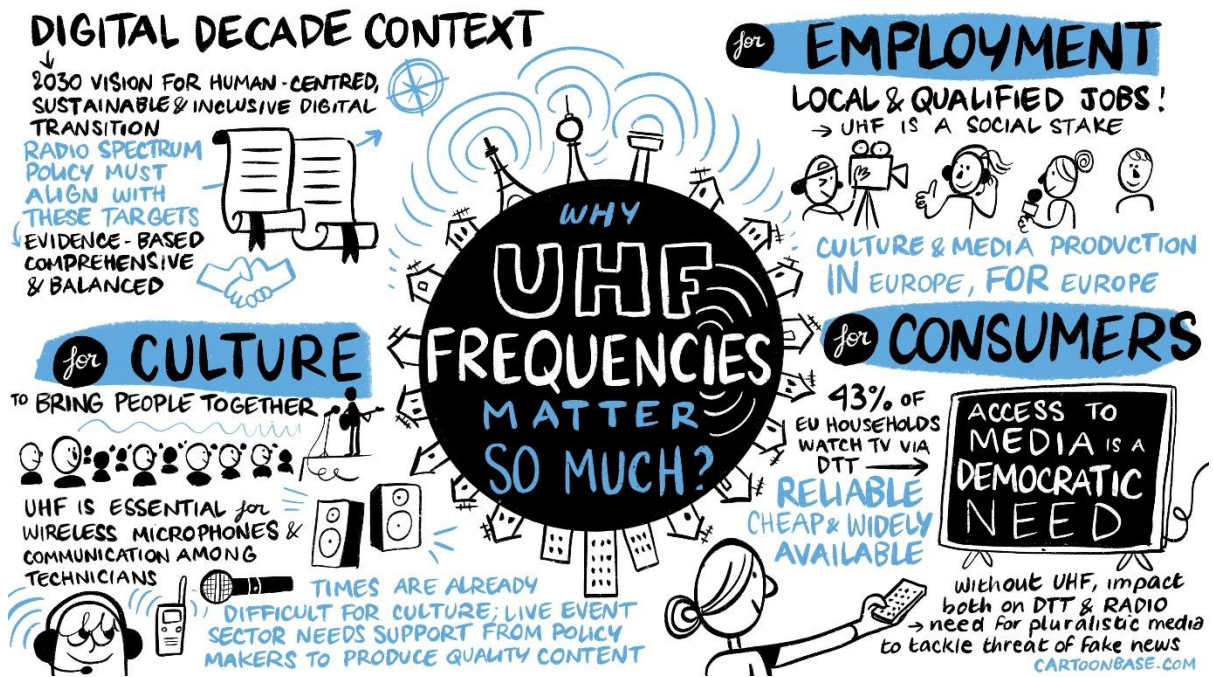 DIGITAL DECADE CONTEXT
2030 VISION FOR HUMAN-CENTRED,
SUSTAINABLE & INCLUSIVE DIGITAL
TRANSITION
RADIO SPECTRUM
POLICY MUST
ALIGN WITH
THESE TARGETS
EVIDENCE-BASED
COMPREHENSIVE
& BALANCED
for CULTURE
TO BRING PEOPLE TOGETHER
UHF IS ESSENTIAL for
WIRELESS MICROPHONES &
COMMUNICATION AMONG
TECHNICIANS
TIMES ARE ALREADY
DIFFICULT FOR CULTURE; LIVE EVENT
SECTOR NEEDS SUPPORT FROM POLICY
MAKERS TO PRODUCE QUALITY CONTENT
WHY
UHF
FREQUENCIES
MATTER
SO MUCH?
for EMPLOYMENT
LOCAL & QUALIFIED JOBS!
→ UHF IS A SOCIAL STAKE
CULTURE & MEDIA PRODUCTION
IN EUROPE, FOR EUROPE
for CONSUMERS
43% OF
EU HOUSEHOLDS
WATCH TV VIA
DTT →
RELIABLE
CHEAP & WIDELY
AVAILABLE
ACCESS TO
MEDIA IS A
DEMOCRATIC
NEED
without UHF, impact
both on DTT & RADIO
→ need for pluralistic media
to tackle threat of fake news
CARTOONBASE.COM